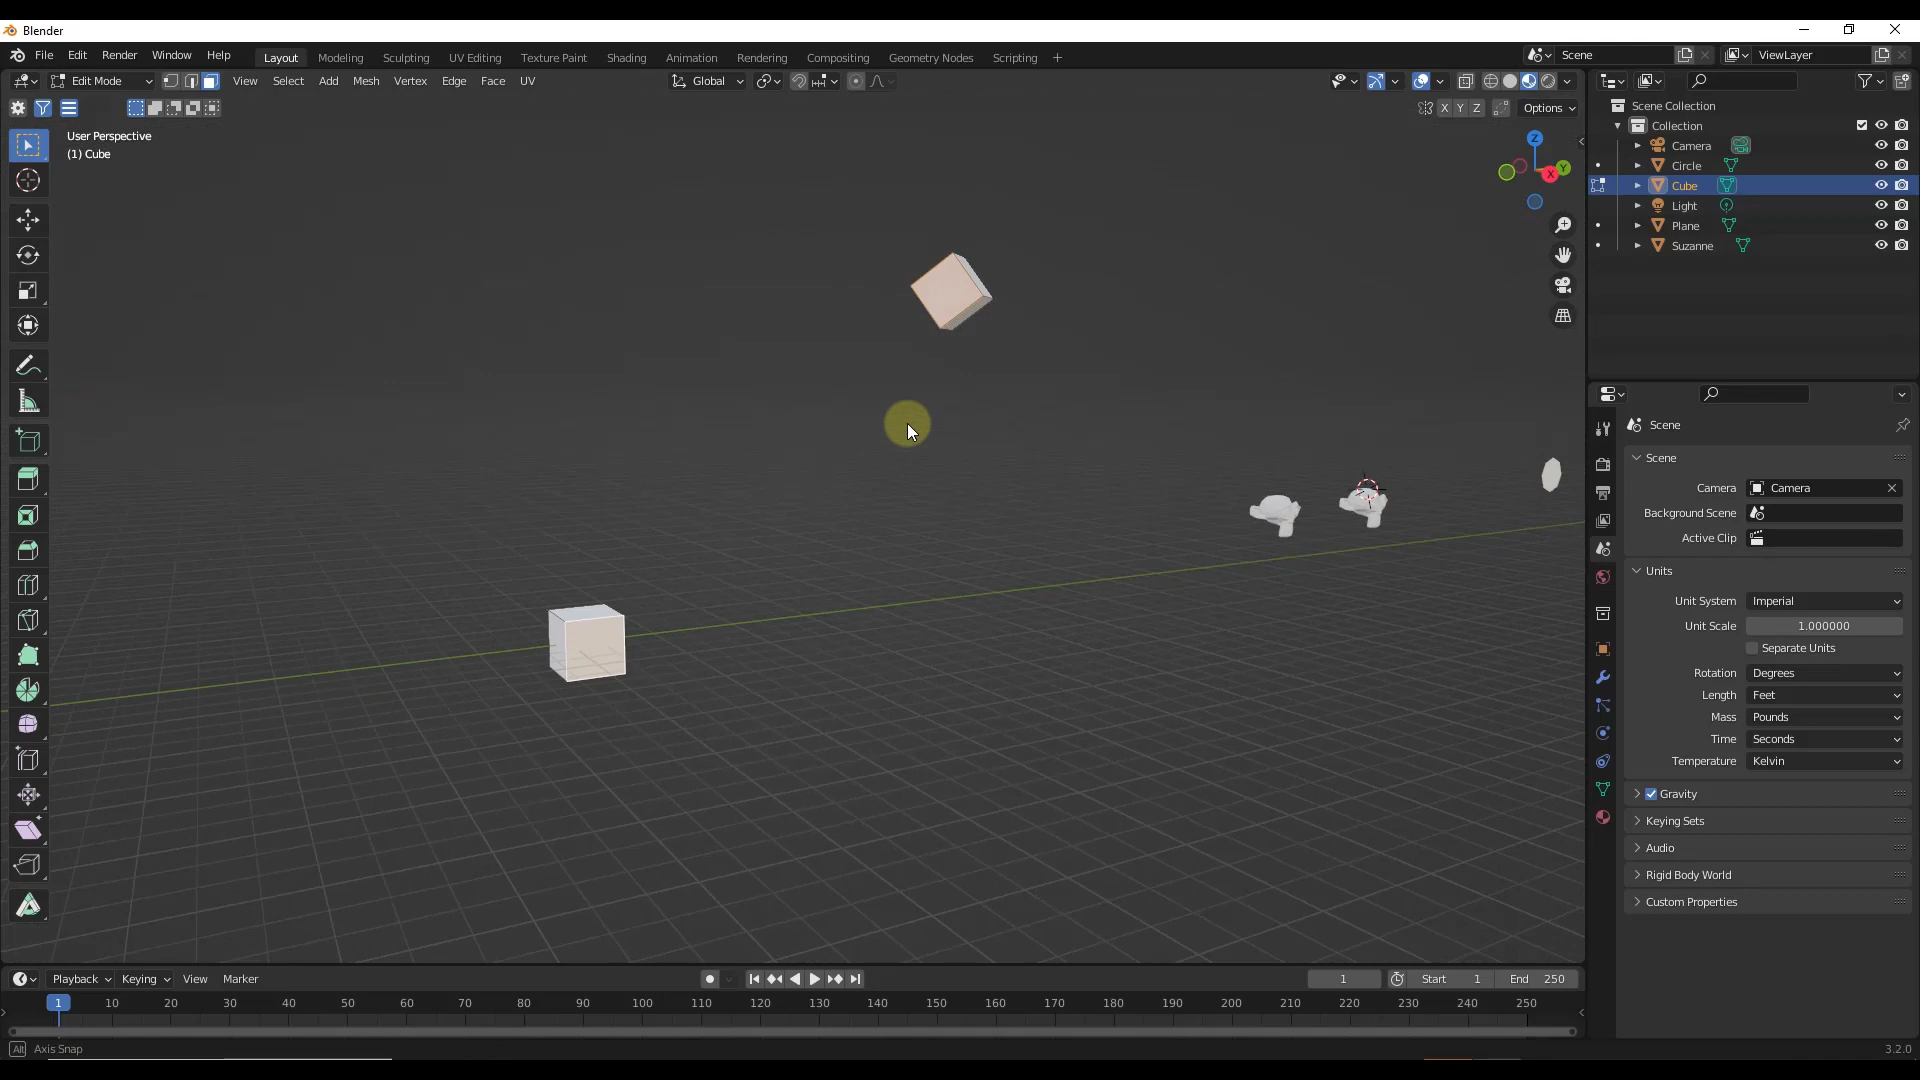 Blender
File Edit Render Window Help Layout Modeling Sculpting UV Editing Texture Paint Shading Animation Rendering Compositing Geometry Nodes Scripting + Scene ViewLayer
Edit Mode View Select Add Mesh Vertex Edge Face UV Global
X Y Z Options
User Perspective
(1) Cube
Z
Y
X
Scene Collection
Collection
Camera
Circle
Cube
Light
Plane
Suzanne
Scene
Scene
Camera Camera
Background Scene
Active Clip
Units
Unit System Imperial
Unit Scale 1.000000
Separate Units
Rotation Degrees
Length Feet
Mass Pounds
Time Seconds
Temperature Kelvin
Gravity
Keying Sets
Audio
Rigid Body World
Custom Properties
Playback Keying View Marker 1 Start 1 End 250
1 10 20 30 40 50 60 70 80 90 100 110 120 130 140 150 160 170 180 190 200 210 220 230 240 250
Alt Axis Snap 3.2.0